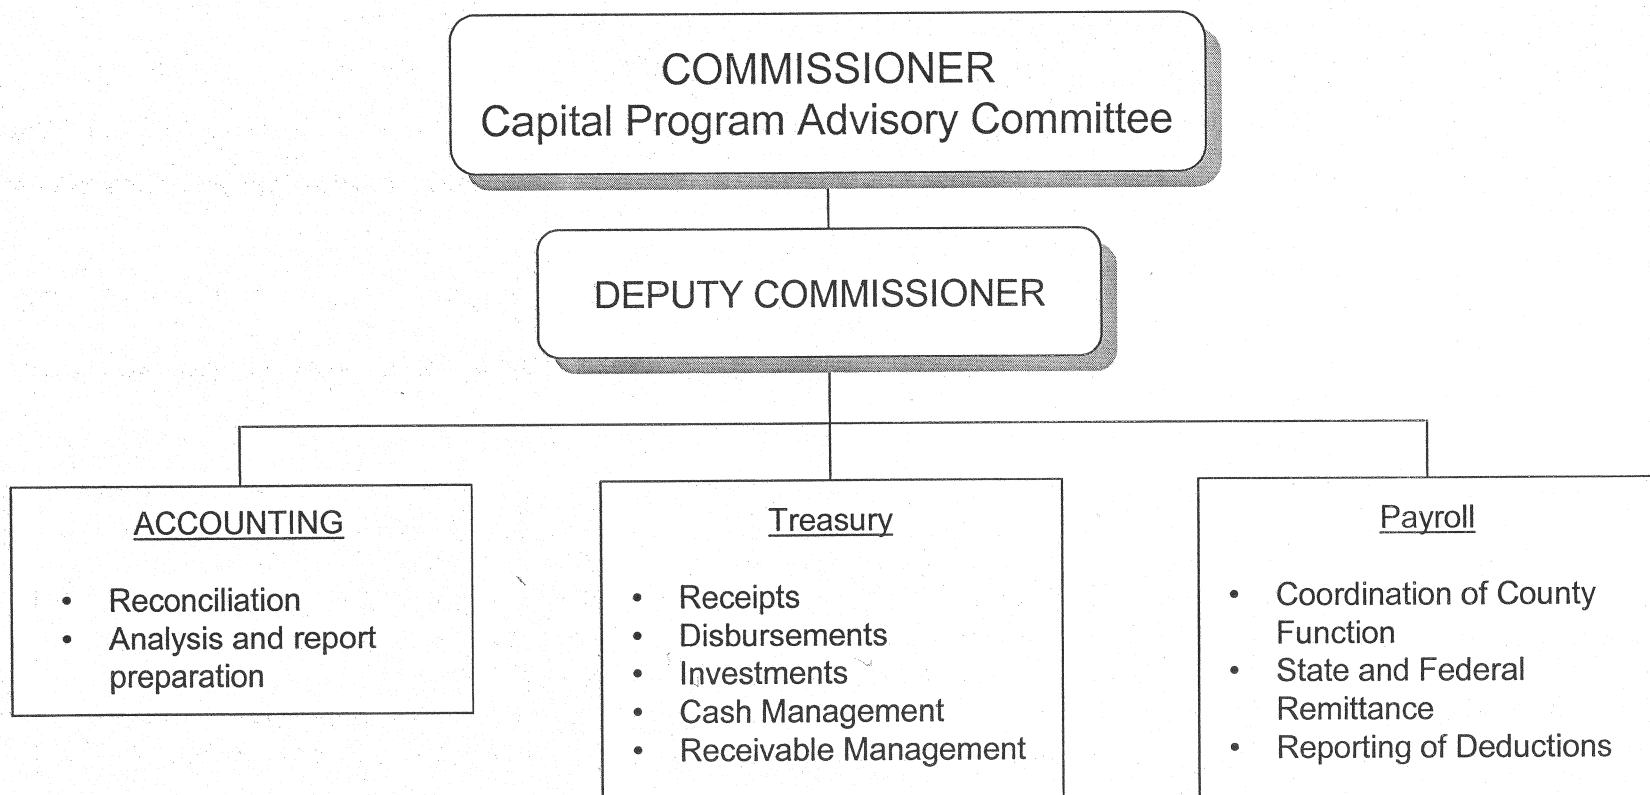 COMMISSIONER
Capital Program Advisory Committee
DEPUTY COMMISSIONER
ACCOUNTING
• Reconciliation
• Analysis and report
preparation
Treasury
• Receipts
• Disbursements
• Investments
• Cash Management
• Receivable Management
Payroll
• Coordination of County
Function
• State and Federal
Remittance
• Reporting of Deductions